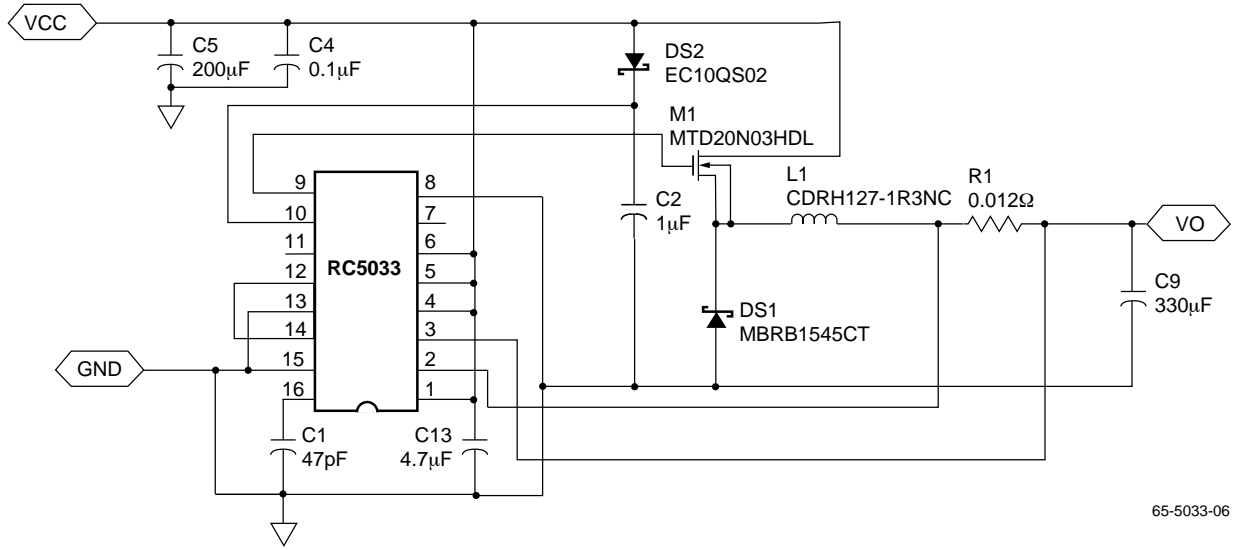 VCC
C5
200μF
C4
0.1μF
DS2
EC10QS02
M1
MTD20N03HDL
L1
CDRH127-1R3NC
R1
0.012Ω
VO
C2
1μF
C9
330μF
DS1
MBRB1545CT
RC5033
9
10
11
12
13
14
15
16
8
7
6
5
4
3
2
1
GND
C1
47pF
C13
4.7μF
65-5033-06